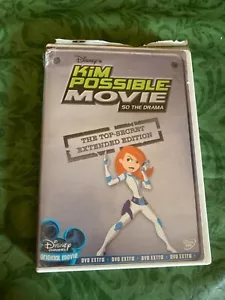 Disney's
KiM
POSSIBLE
MOVIE
SO THE DRAMA
THE TOP-SECRET
EXTENDED EDITION
Disney
CHANNEL
ORIGINAL MOVIE
DVD EXTRA • DVD EXTRA • DVD EXTRA • DVD EXTRA